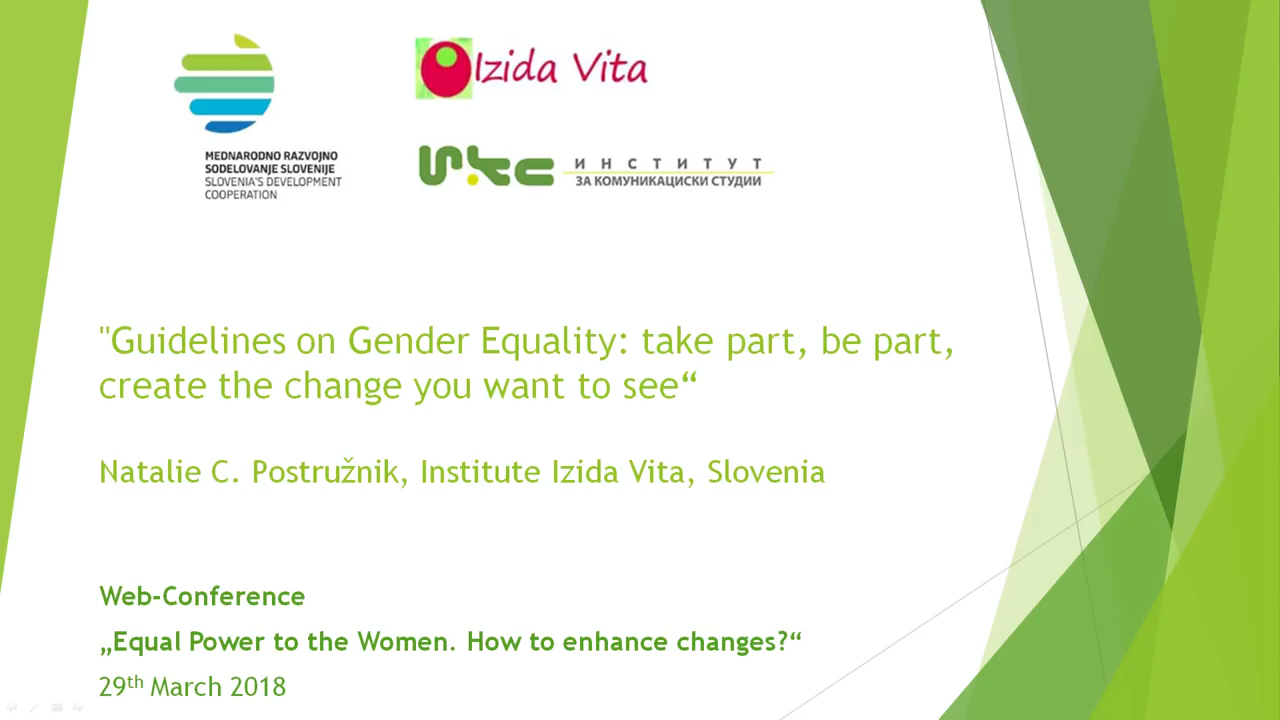 MEDNARODNO RAZVOJNO
SODELOVANJE SLOVENIJE
SLOVENIA'S DEVELOPMENT
COOPERATION
Izida Vita
ИНСТИТУТ
ЗА КОМУНИКАЦИСКИ СТУДИИ
"Guidelines on Gender Equality: take part, be part,
create the change you want to see“
Natalie C. Postružnik, Institute Izida Vita, Slovenia
Web-Conference
„Equal Power to the Women. How to enhance changes?“
29th March 2018